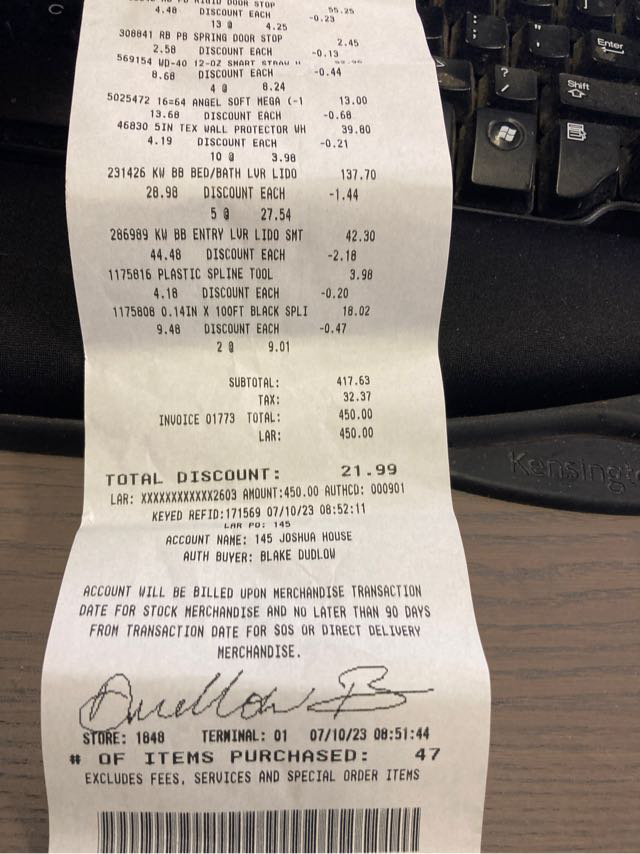 RIGID DOOR STOP 55.25
4.48 DISCOUNT EACH -0.23
13 @ 4.25
308841 RB PB SPRING DOOR STOP 2.45
2.58 DISCOUNT EACH -0.13
569154 WD-40 12-OZ SMART STRAW
8.68 DISCOUNT EACH -0.44
4 @ 8.24
5025472 16=64 ANGEL SOFT MEGA (-1 13.00
13.68 DISCOUNT EACH -0.68
46830 5IN TEX WALL PROTECTOR WH 39.80
4.19 DISCOUNT EACH -0.21
10 @ 3.98
231426 KW BB BED/BATH LVR LIDO 137.70
28.98 DISCOUNT EACH -1.44
5 @ 27.54
286989 KW BB ENTRY LVR LIDO SMT 42.30
44.48 DISCOUNT EACH -2.18
1175816 PLASTIC SPLINE TOOL 3.98
4.18 DISCOUNT EACH -0.20
1175808 0.14IN X 100FT BLACK SPLI 18.02
9.48 DISCOUNT EACH -0.47
2 @ 9.01
SUBTOTAL: 417.63
TAX: 32.37
INVOICE 01773 TOTAL: 450.00
LAR: 450.00
TOTAL DISCOUNT: 21.99
LAR: XXXXXXXXXXXX2603 AMOUNT:450.00 AUTHCD: 000901
KEYED REFID:171569 07/10/23 08:52:11
LAR PO: 145
ACCOUNT NAME: 145 JOSHUA HOUSE
AUTH BUYER: BLAKE DUDLOW
ACCOUNT WILL BE BILLED UPON MERCHANDISE TRANSACTION
DATE FOR STOCK MERCHANDISE AND NO LATER THAN 90 DAYS
FROM TRANSACTION DATE FOR SOS OR DIRECT DELIVERY
MERCHANDISE.
STORE: 1848 TERMINAL: 01 07/10/23 08:51:44
# OF ITEMS PURCHASED: 47
EXCLUDES FEES, SERVICES AND SPECIAL ORDER ITEMS
Enter
Shift
? /
Kensington